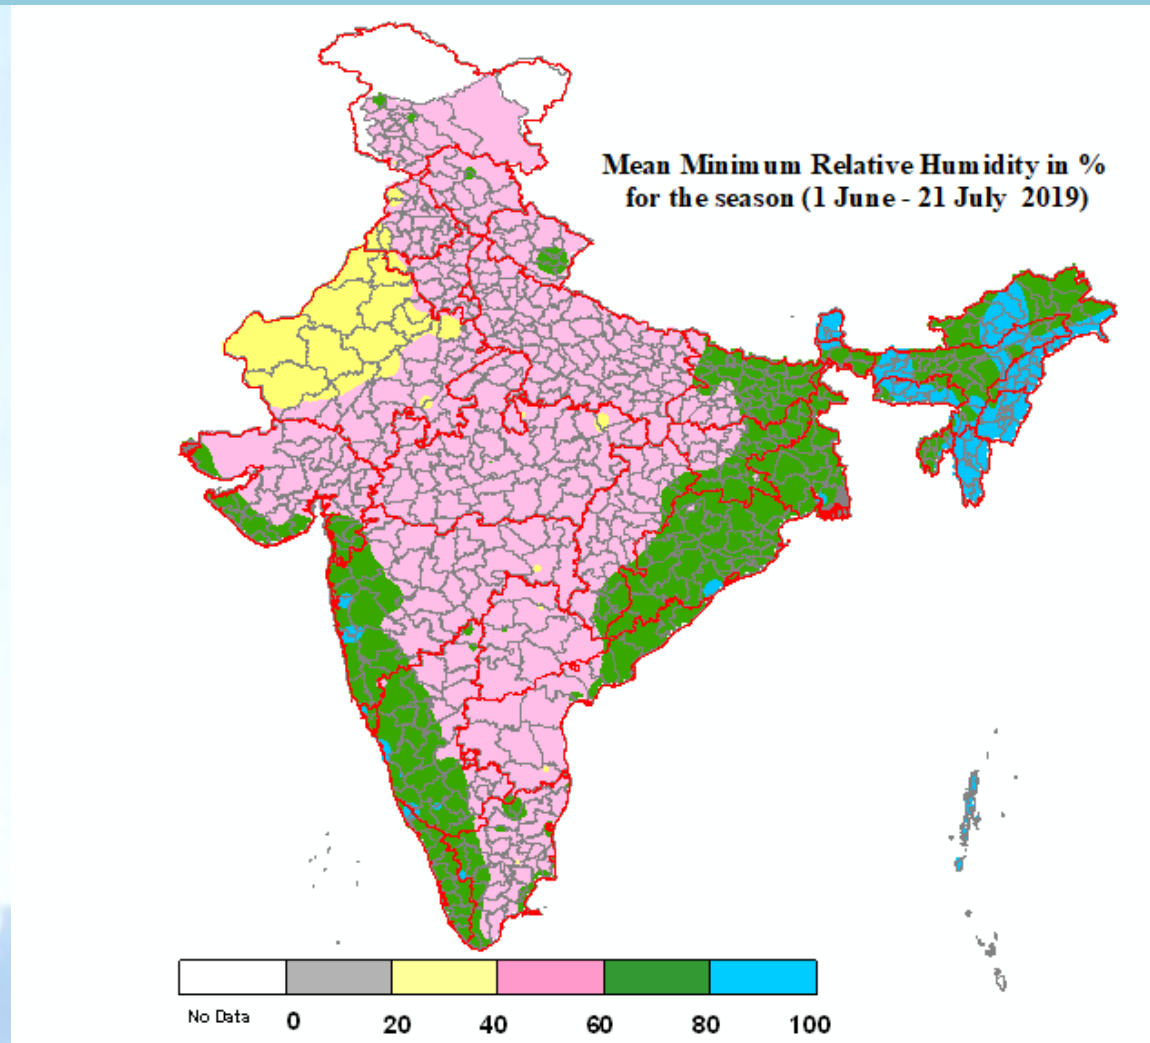 Mean Minimum Relative Humidity in %
for the season (1 June - 21 July 2019)
No Data 0 20 40 60 80 100